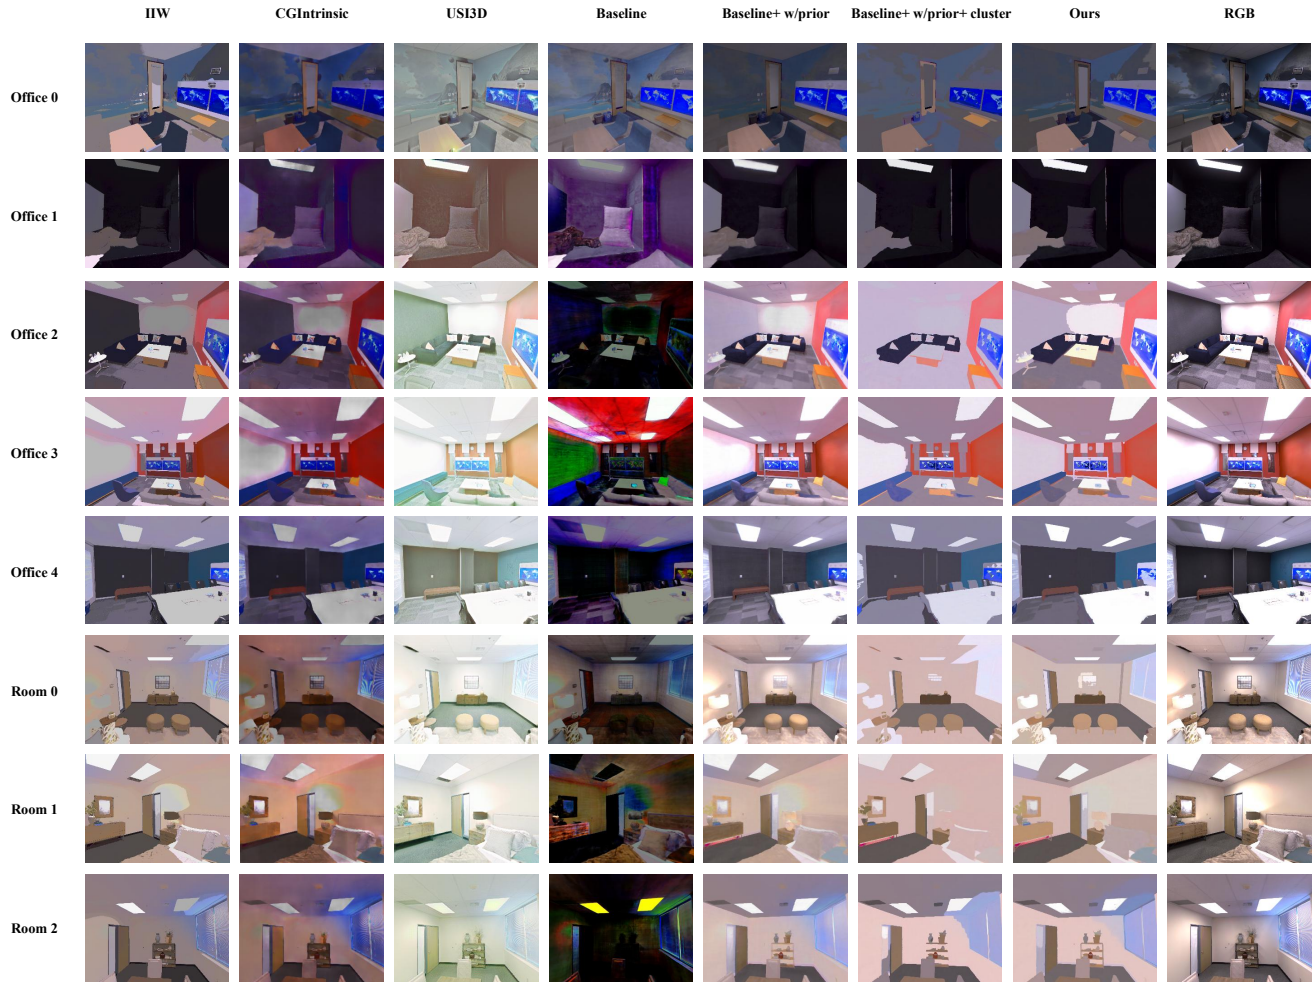 IIW CGIntrinsic USI3D Baseline Baseline+ w/prior Baseline+ w/prior+ cluster Ours RGB
Office 0
Office 1
Office 2
Office 3
Office 4
Room 0
Room 1
Room 2